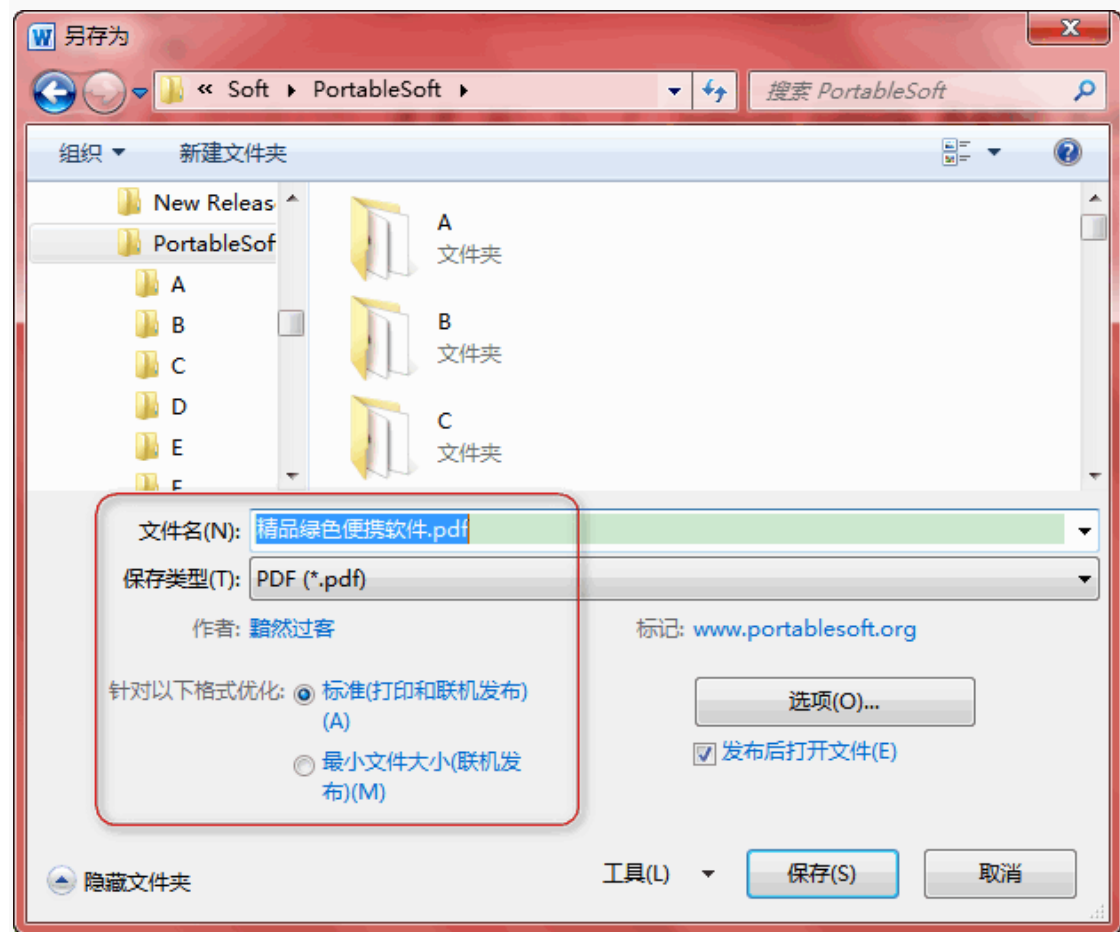 另存为
« Soft ▸ PortableSoft ▸
搜索 PortableSoft
组织
新建文件夹
New Releas
PortableSof
A
B
C
D
E
F
A
文件夹
B
文件夹
C
文件夹
文件名(N): 精品绿色便携软件.pdf
保存类型(T): PDF (*.pdf)
作者: 黯然过客
标记: www.portablesoft.org
针对以下格式优化:
标准(打印和联机发布)
(A)
最小文件大小(联机发
布)(M)
选项(O)...
发布后打开文件(E)
隐藏文件夹
工具(L)
保存(S)
取消